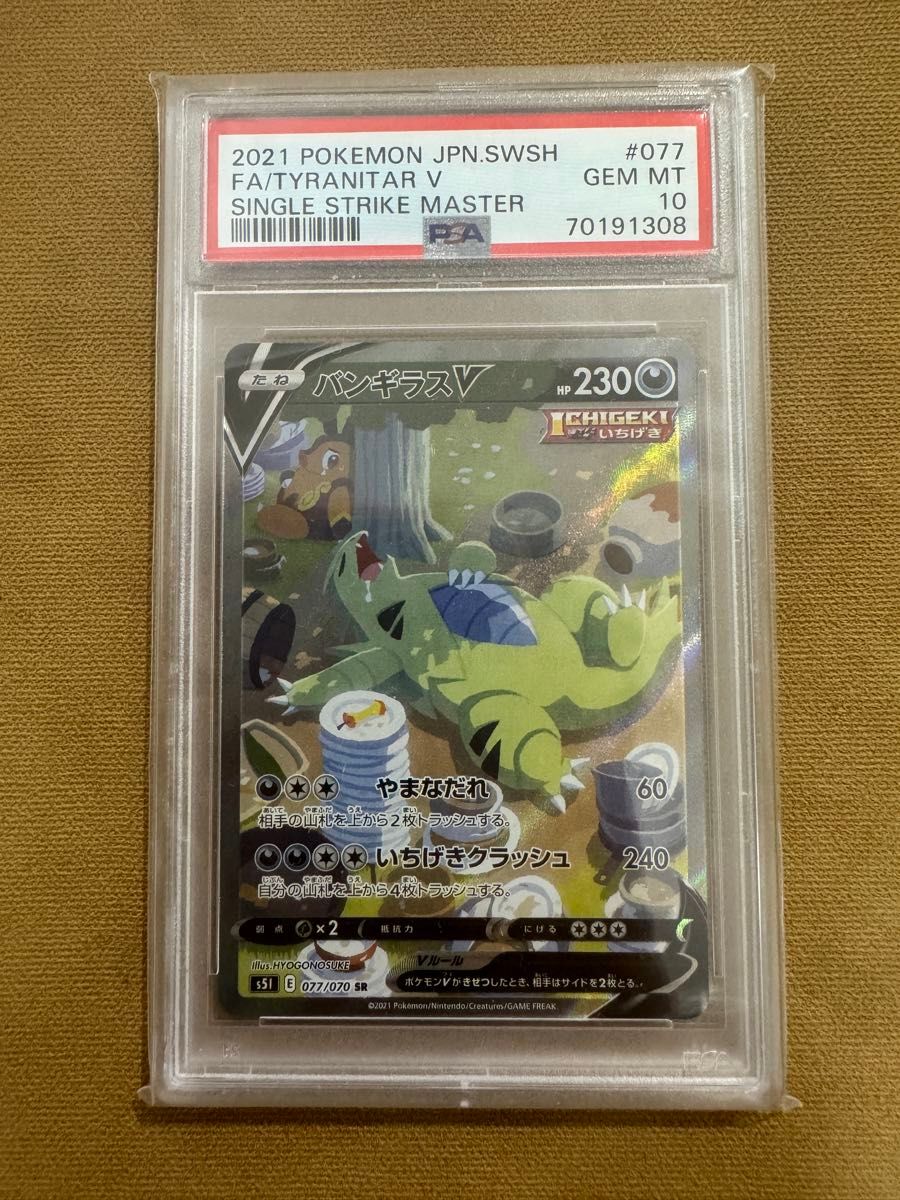 2021 POKEMON JPN.SWSH #077
FA/TYRANITAR V GEM MT
SINGLE STRIKE MASTER 10
PSA 70191308
たね バンギラスV HP 230
ICHIGEKI
いちげき
やまなだれ 60
相手の山札を上から2枚トラッシュする。
いちげきクラッシュ 240
自分の山札を上から4枚トラッシュする。
弱点 ×2 抵抗力 にげる
Illus.HYOGONOSUKE Vルール
s5I E 077/070 SR ポケモンVがきぜつしたとき、相手はサイドを2枚とる。
©2021 Pokémon/Nintendo/Creatures/GAME FREAK